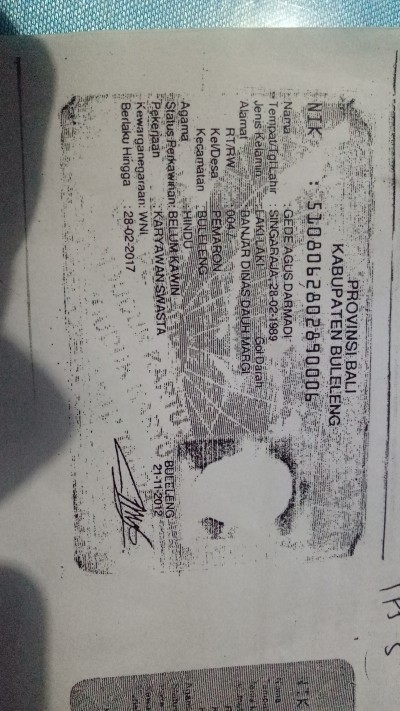 PROVINSI BALI
KABUPATEN BULELENG
NIK : 5108062802890006
Nama : GEDE AGUS DARMADI
Tempat/Tgl Lahir : SINGARAJA, 28-02-1989
Jenis Kelamin : LAKI-LAKI Gol Darah
Alamat : BANJAR DINAS DAUH MARGI
RT/RW : 004
Kel/Desa : PEMARON
Kecamatan : BULELENG
Agama : HINDU
Status Perkawinan: BELUM KAWIN
Pekerjaan : KARYAWAN SWASTA
Kewarganegaraan: WNI
Berlaku Hingga : 28-02-2017
BULELENG
21-11-2012
NIK